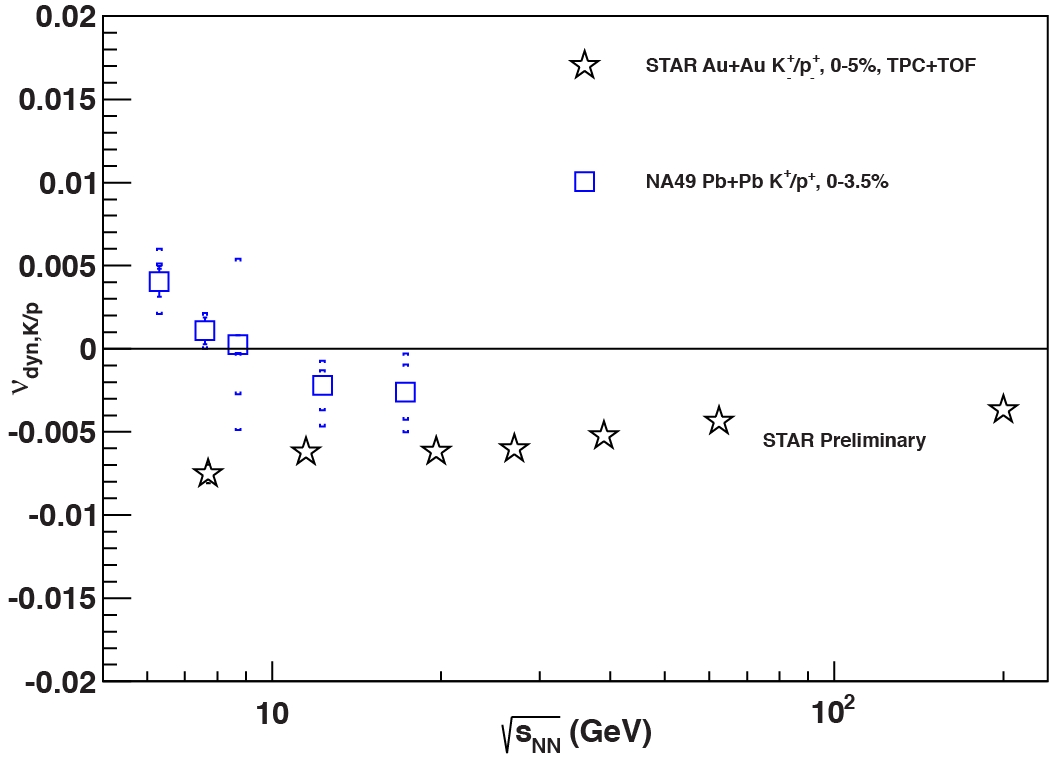 0.02
0.015
0.01
0.005
0
-0.005
-0.01
-0.015
-0.02
ν_dyn,K/p
STAR Au+Au K⁺/p⁺, 0-5%, TPC+TOF
NA49 Pb+Pb K⁺/p⁺, 0-3.5%
STAR Preliminary
10
10²
√s_NN (GeV)